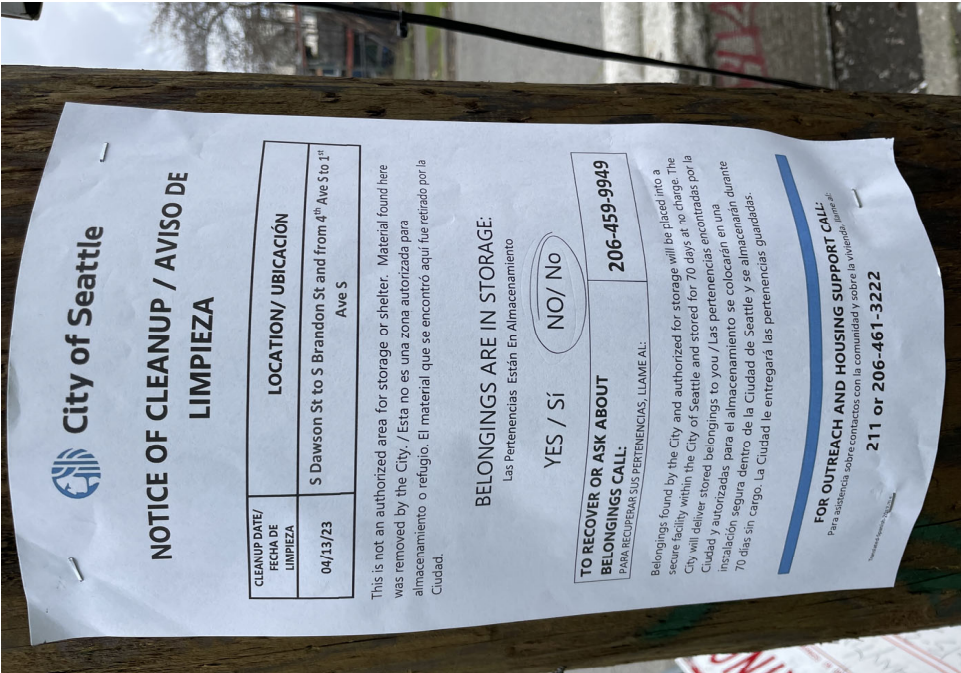 City of Seattle
NOTICE OF CLEANUP / AVISO DE
LIMPIEZA
CLEANUP DATE/
FECHA DE
LIMPIEZA
LOCATION/ UBICACIÓN
04/13/23
S Dawson St to S Brandon St and from 4th Ave S to 1st
Ave S
This is not an authorized area for storage or shelter. Material found here
was removed by the City. / Esta no es una zona autorizada para
almacenamiento o refugio. El material que se encontró aquí fue retirado por la
Ciudad.
BELONGINGS ARE IN STORAGE:
Las Pertenencias Están En Almacenamiento
YES / Sí NO/ No
TO RECOVER OR ASK ABOUT
BELONGINGS CALL:
PARA RECUPERAR SUS PERTENENCIAS, LLAME AL:
206-459-9949
Belongings found by the City and authorized for storage will be placed into a
secure facility within the City of Seattle and stored for 70 days at no charge. The
City will deliver stored belongings to you / Las pertenencias encontradas por la
Ciudad y autorizadas para el almacenamiento se colocarán en una
instalación segura dentro de la Ciudad de Seattle y se almacenarán durante
70 días sin cargo. La Ciudad le entregará las pertenencias guardadas.
FOR OUTREACH AND HOUSING SUPPORT CALL:
Para asistencia sobre contactos con la comunidad y sobre la vivienda, llame al:
211 or 206-461-3222